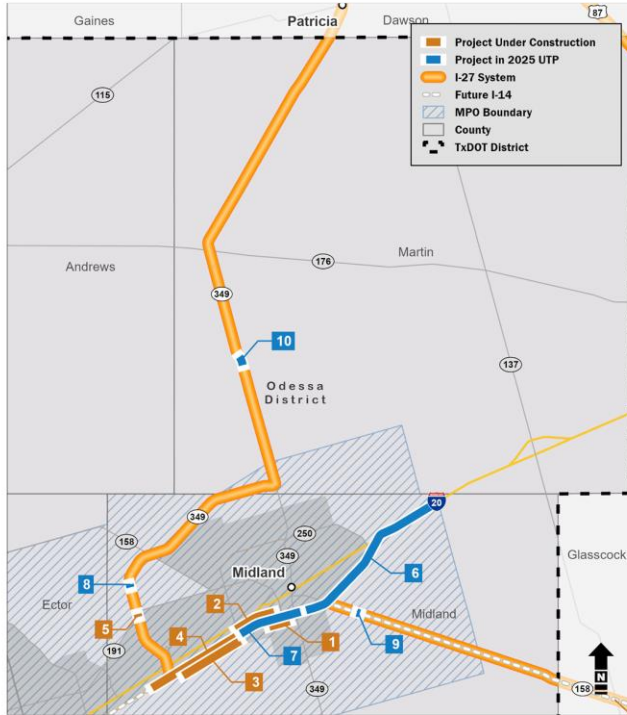 Gaines
Patricia
Dawson
87
Project Under Construction
Project in 2025 UTP
I-27 System
Future I-14
MPO Boundary
County
TxDOT District
115
Martin
176
Andrews
349
10
Odessa
District
137
20
349
158
250
349
Glasscock
Midland
8
6
Ector
5
2
Midland
191
4
1
7
9
3
349
N
158